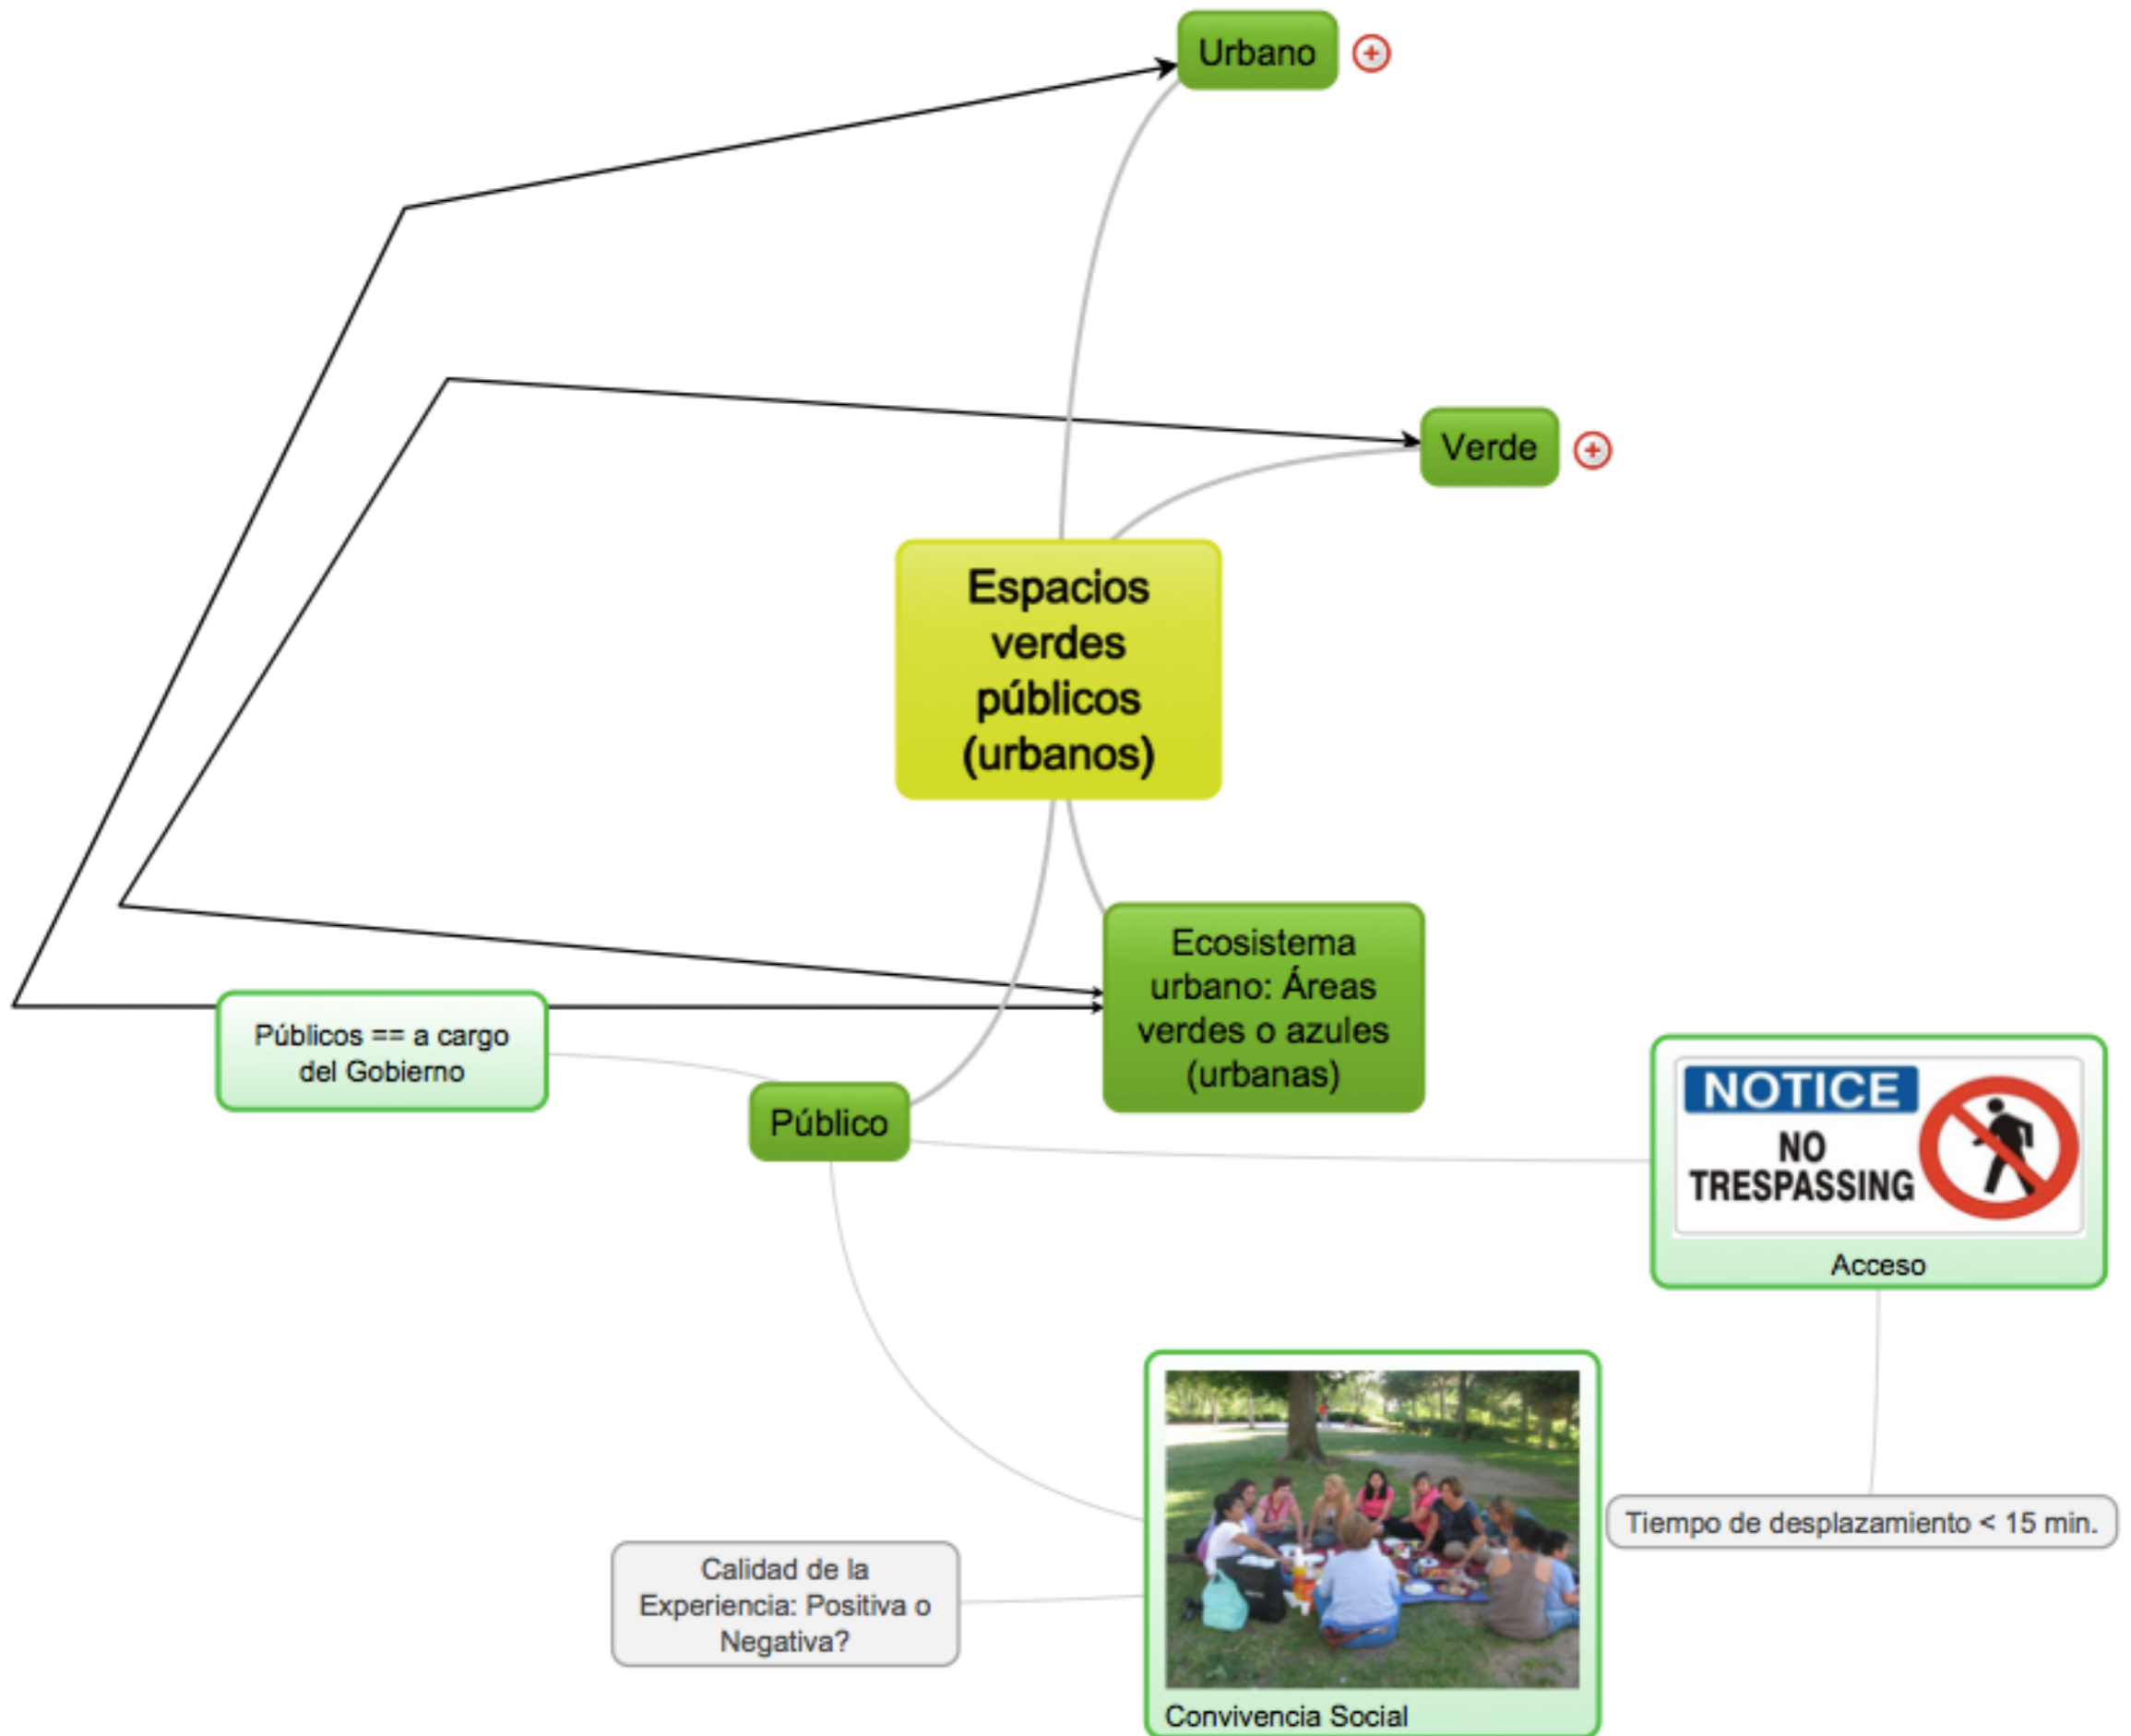 Urbano
Verde
Espacios
verdes
públicos
(urbanos)
Ecosistema
urbano: Áreas
verdes o azules
(urbanas)
Públicos == a cargo
del Gobierno
Público
NOTICE
NO
TRESPASSING
Acceso
Tiempo de desplazamiento < 15 min.
Calidad de la
Experiencia: Positiva o
Negativa?
Convivencia Social